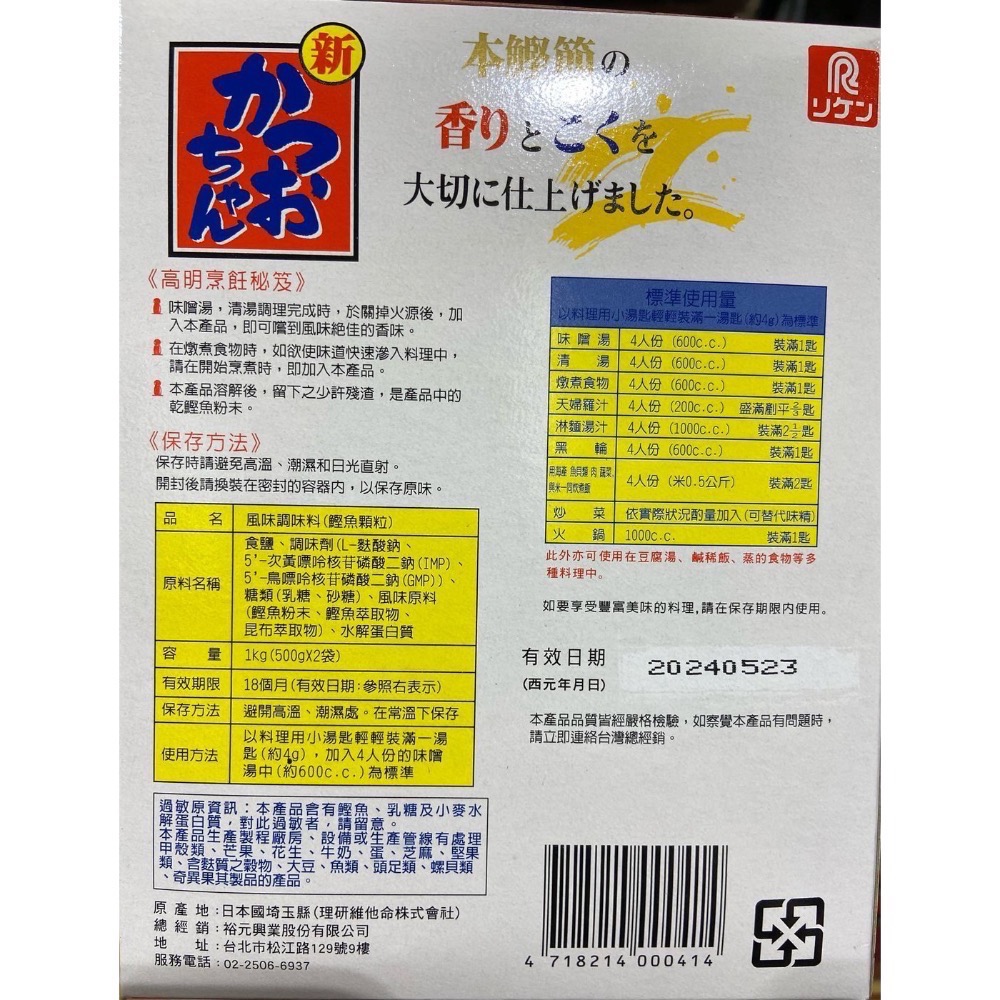 新
かつお
ちゃん
本鰹節の
香りとこくを
大切に仕上げました。
リケン
《高明烹飪秘笈》
味噌湯，清湯調理完成時，於關掉火源後，加
入本產品，即可嚐到風味絕佳的香味。
在燉煮食物時，如欲使味道快速滲入料理中，
請在開始烹煮時，即加入本產品。
本產品溶解後，留下之少許殘渣，是產品中的
乾鰹魚粉末。
《保存方法》
保存時請避免高溫、潮濕和日光直射。
開封後請換裝在密封的容器內，以保存原味。
品名 風味調味料(鰹魚顆粒)
原料名稱 食鹽、調味劑(L-麩酸鈉、
5'-次黃嘌呤核苷磷酸二鈉(IMP)、
5'-鳥嘌呤核苷磷酸二鈉(GMP))、
糖類(乳糖、砂糖)、風味原料
(鰹魚粉末、鰹魚萃取物、
昆布萃取物)、水解蛋白質
容量 1kg(500gX2袋)
有效期限 18個月(有效日期:參照右表示)
保存方法 避開高溫、潮濕處。在常溫下保存
使用方法 以料理用小湯匙輕輕裝滿一湯
匙(約4g)，加入4人份的味噌
湯中(約600c.c.)為標準
過敏原資訊：本產品含有鰹魚、乳糖及小麥水
解蛋白質，對此過敏者，請留意。
本產品生產製程廠房、設備或生產管線有處理
甲殼類、芒果、花生、牛奶、蛋、芝麻、堅果
類、含麩質之穀物、大豆、魚類、頭足類、螺貝類
、奇異果其製品的產品。
原產地:日本國埼玉縣(理研維他命株式會社)
總經銷:裕元興業股份有限公司
地址:台北市松江路129號9樓
服務電話:02-2506-6937
標準使用量
以料理用小湯匙輕輕裝滿一湯匙(約4g)為標準
味噌湯 4人份 (600c.c.) 裝滿1匙
清湯 4人份 (600c.c.) 裝滿1匙
燉煮食物 4人份 (600c.c.) 裝滿1匙
天婦羅汁 4人份 (200c.c.) 盛滿劃平2/3匙
淋麵湯汁 4人份 (1000c.c.) 裝滿2 1/2匙
黑輪 4人份 (600c.c.) 裝滿1匙
魚貝類 肉 蔬菜
與米一同炊煮飯 4人份 (米0.5公斤) 裝滿2匙
炒菜 依實際狀況酌量加入(可替代味精)
火鍋 1000c.c. 裝滿1匙
此外亦可使用在豆腐湯、鹹稀飯、蒸的食物等多
種料理中。
如要享受豐富美味的料理,請在保存期限內使用。
有效日期
20240523
(西元年月日)
本產品品質皆經嚴格檢驗，如察覺本產品有問題時，
請立即連絡台灣總經銷。
4 718214 000414